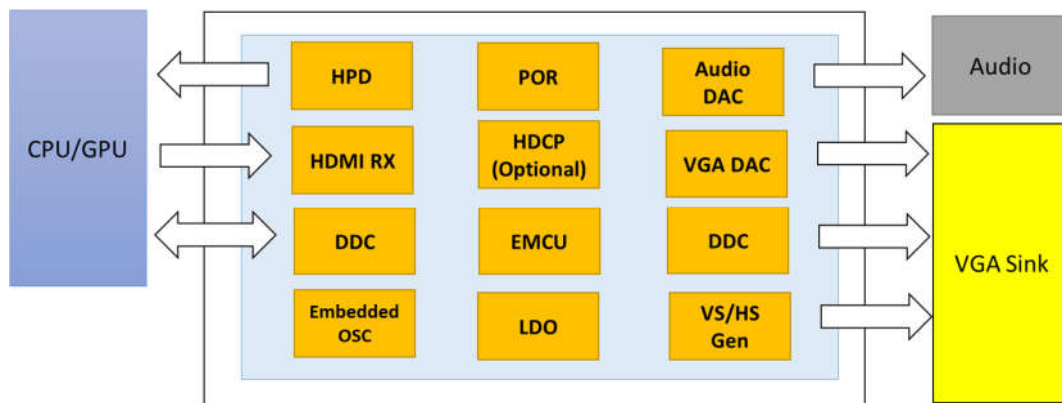 CPU/GPU
HPD
POR
Audio
DAC
Audio
HDMI RX
HDCP
(Optional)
VGA DAC
DDC
EMCU
DDC
VGA Sink
Embedded
OSC
LDO
VS/HS
Gen